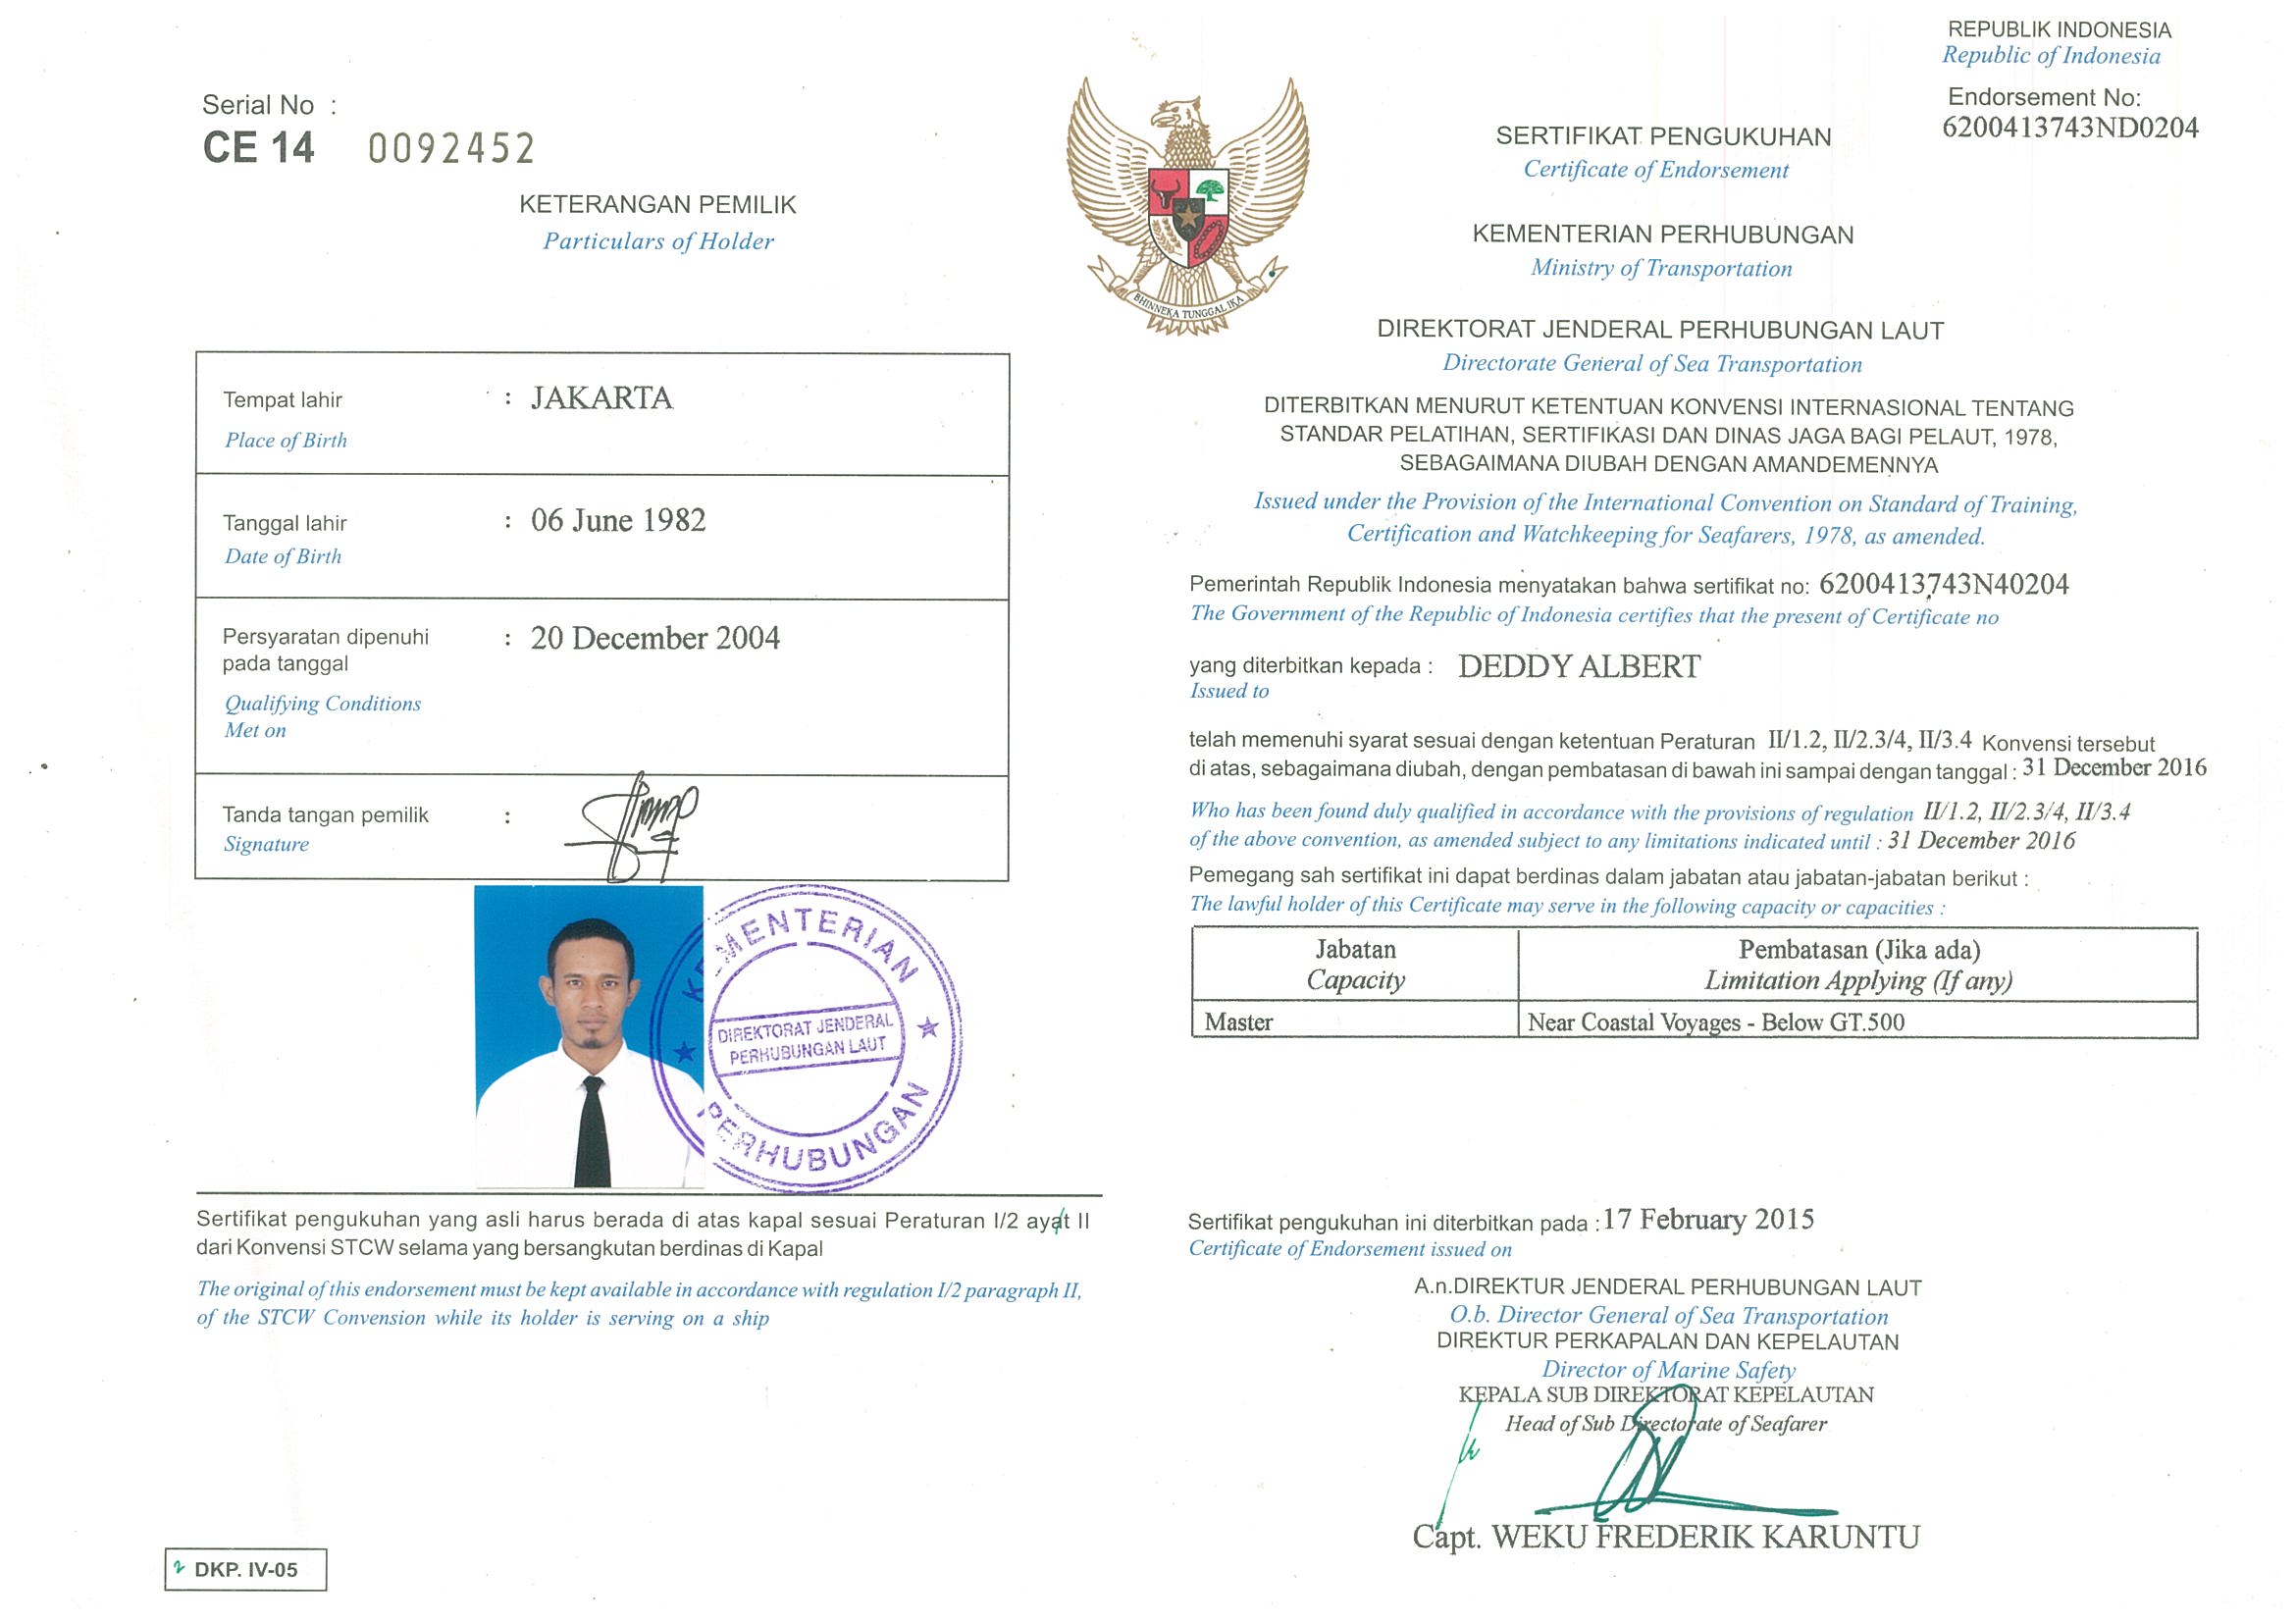 REPUBLIK INDONESIA
Republic of Indonesia
Endorsement No:
6200413743ND0204
Serial No :
CE 14 0092452
KETERANGAN PEMILIK
Particulars of Holder
Tempat lahir : JAKARTA
Place of Birth
Tanggal lahir : 06 June 1982
Date of Birth
Persyaratan dipenuhi : 20 December 2004
pada tanggal
Qualifying Conditions
Met on
Tanda tangan pemilik :
Signature
KEMENTERIAN
DIREKTORAT JENDERAL
PERHUBUNGAN LAUT
PERHUBUNGAN
Sertifikat pengukuhan yang asli harus berada di atas kapal sesuai Peraturan I/2 ayat II
dari Konvensi STCW selama yang bersangkutan berdinas di Kapal
The original of this endorsement must be kept available in accordance with regulation I/2 paragraph II,
of the STCW Convension while its holder is serving on a ship
DKP. IV-05
BHINNEKA TUNGGAL IKA
SERTIFIKAT PENGUKUHAN
Certificate of Endorsement
KEMENTERIAN PERHUBUNGAN
Ministry of Transportation
DIREKTORAT JENDERAL PERHUBUNGAN LAUT
Directorate General of Sea Transportation
DITERBITKAN MENURUT KETENTUAN KONVENSI INTERNASIONAL TENTANG
STANDAR PELATIHAN, SERTIFIKASI DAN DINAS JAGA BAGI PELAUT, 1978,
SEBAGAIMANA DIUBAH DENGAN AMANDEMENNYA
Issued under the Provision of the International Convention on Standard of Training,
Certification and Watchkeeping for Seafarers, 1978, as amended.
Pemerintah Republik Indonesia menyatakan bahwa sertifikat no: 6200413743N40204
The Government of the Republic of Indonesia certifies that the present of Certificate no
yang diterbitkan kepada : DEDDY ALBERT
Issued to
telah memenuhi syarat sesuai dengan ketentuan Peraturan II/1.2, II/2.3/4, II/3.4 Konvensi tersebut
di atas, sebagaimana diubah, dengan pembatasan di bawah ini sampai dengan tanggal : 31 December 2016
Who has been found duly qualified in accordance with the provisions of regulation II/1.2, II/2.3/4, II/3.4
of the above convention, as amended subject to any limitations indicated until : 31 December 2016
Pemegang sah sertifikat ini dapat berdinas dalam jabatan atau jabatan-jabatan berikut :
The lawful holder of this Certificate may serve in the following capacity or capacities :
Jabatan Pembatasan (Jika ada)
Capacity Limitation Applying (If any)
Master Near Coastal Voyages - Below GT.500
Sertifikat pengukuhan ini diterbitkan pada : 17 February 2015
Certificate of Endorsement issued on
A.n.DIREKTUR JENDERAL PERHUBUNGAN LAUT
O.b. Director General of Sea Transportation
DIREKTUR PERKAPALAN DAN KEPELAUTAN
Director of Marine Safety
KEPALA SUB DIREKTORAT KEPELAUTAN
Head of Sub Directorate of Seafarer
Capt. WEKU FREDERIK KARUNTU